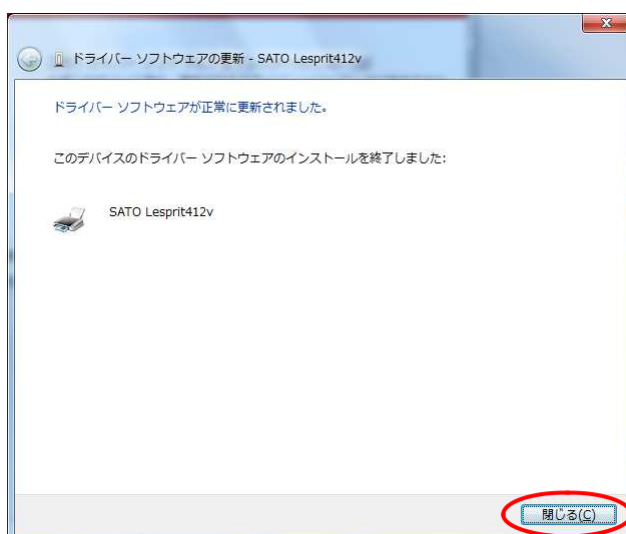 ドライバー ソフトウェアの更新 - SATO Lesprit412v
ドライバー ソフトウェアが正常に更新されました。
このデバイスのドライバー ソフトウェアのインストールを終了しました:
SATO Lesprit412v
閉じる(C)